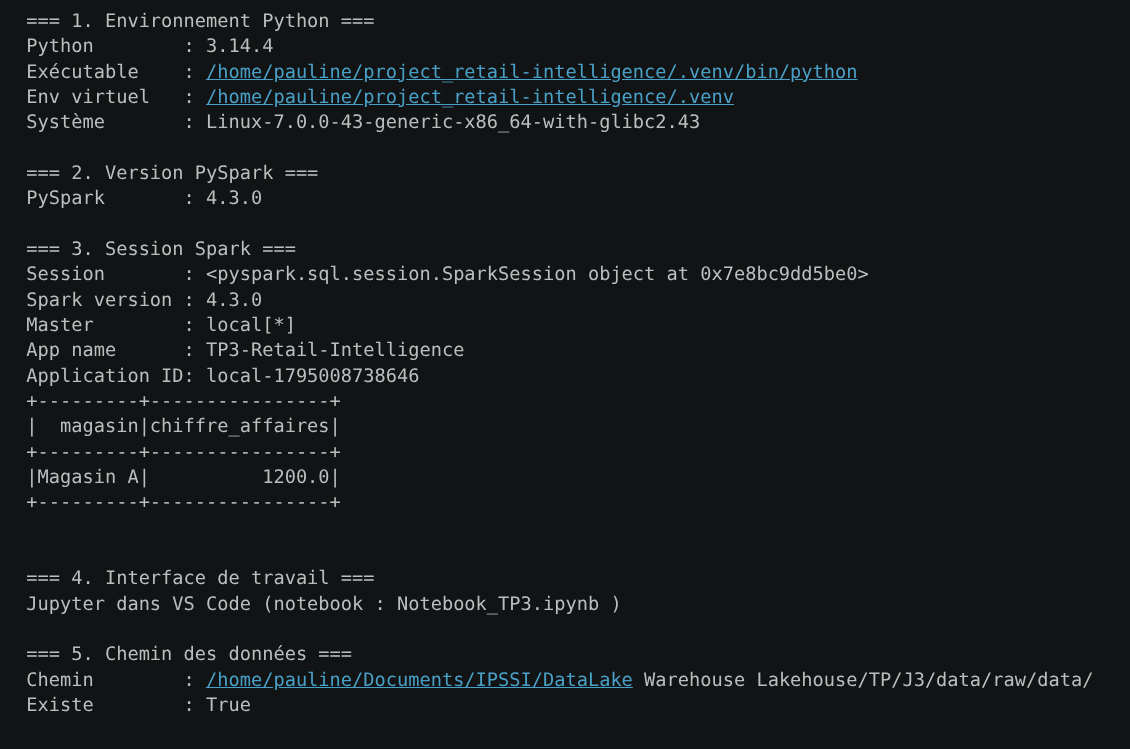 === 1. Environnement Python ===
Python        : 3.14.4
Exécutable    : /home/pauline/project_retail-intelligence/.venv/bin/python
Env virtuel   : /home/pauline/project_retail-intelligence/.venv
Système       : Linux-7.0.0-43-generic-x86_64-with-glibc2.43

=== 2. Version PySpark ===
PySpark       : 4.3.0

=== 3. Session Spark ===
Session       : <pyspark.sql.session.SparkSession object at 0x7e8bc9dd5be0>
Spark version : 4.3.0
Master        : local[*]
App name      : TP3-Retail-Intelligence
Application ID: local-1795008738646
+---------+----------------+
|  magasin|chiffre_affaires|
+---------+----------------+
|Magasin A|          1200.0|
+---------+----------------+

=== 4. Interface de travail ===
Jupyter dans VS Code (notebook : Notebook_TP3.ipynb )

=== 5. Chemin des données ===
Chemin        : /home/pauline/Documents/IPSSI/DataLake Warehouse Lakehouse/TP/J3/data/raw/data/
Existe        : True